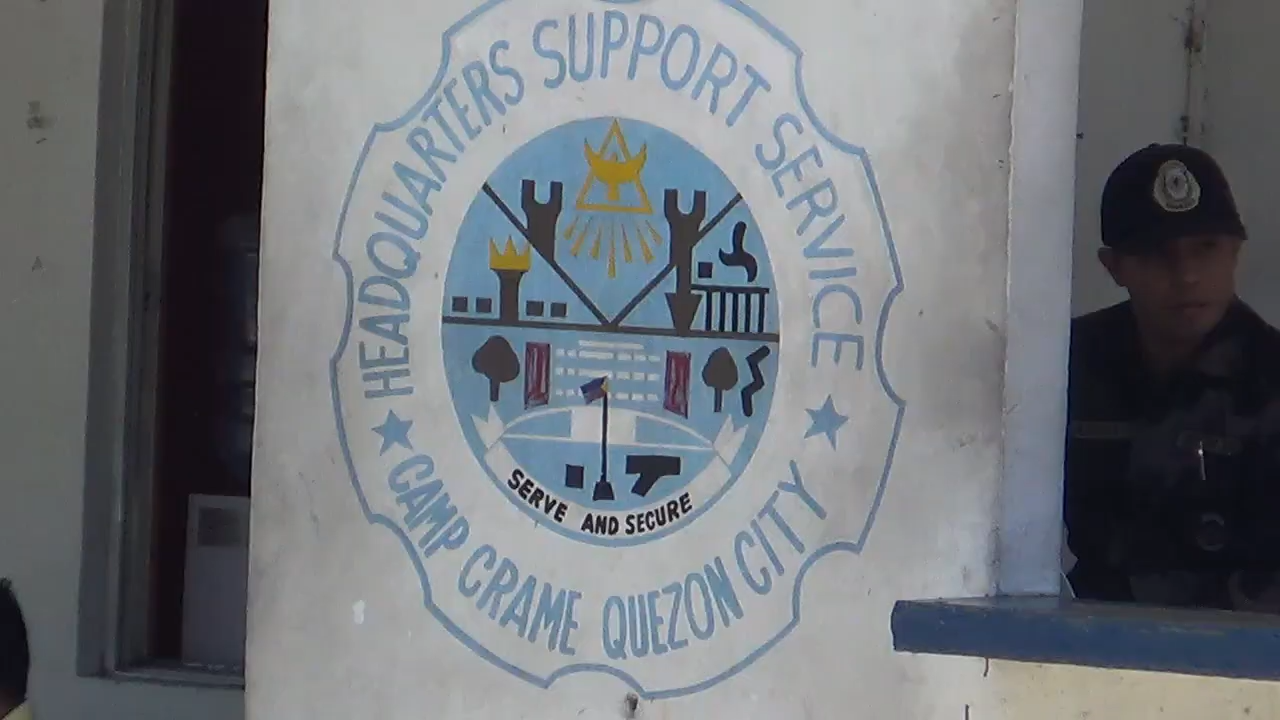 HEADQUARTERS SUPPORT SERVICE
SERVE AND SECURE
CAMP CRAME QUEZON CITY